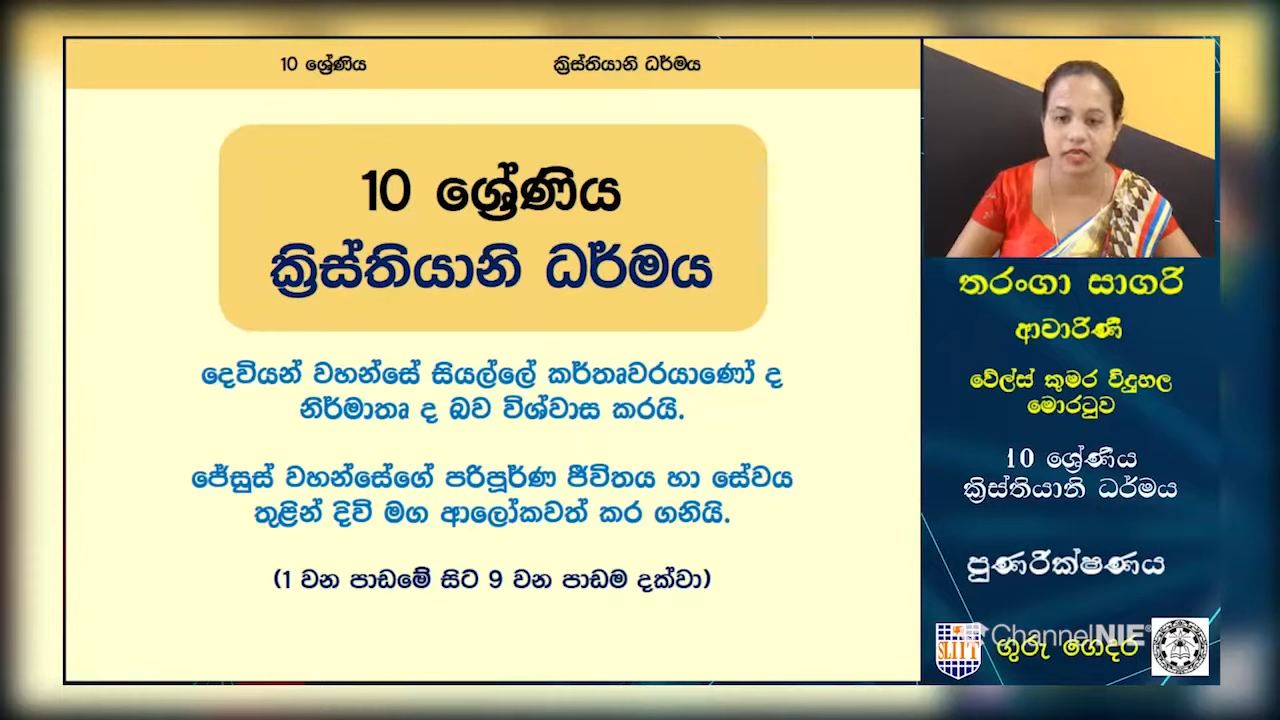 10 ශ්‍රේණිය
ක්‍රිස්තියානි ධර්මය
10 ශ්‍රේණිය
ක්‍රිස්තියානි ධර්මය
දෙවියන් වහන්සේ සියල්ලේ කර්තෘවරයාණෝ ද
නිර්මාතෘ ද බව විශ්වාස කරයි.
ජේසුස් වහන්සේගේ පරිපූර්ණ ජීවිතය හා සේවය
තුළින් දිවි මග ආලෝකවත් කර ගනියි.
(1 වන පාඩමේ සිට 9 වන පාඩම දක්වා)
තරංගා සාගරි
ආචාරිණී
වේල්ස් කුමර විදුහල
මොරටුව
10 ශ්‍රේණිය
ක්‍රිස්තියානි ධර්මය
පුණරීක්ෂණය
ChannelNIE
SLIIT
ගුරු ගෙදර